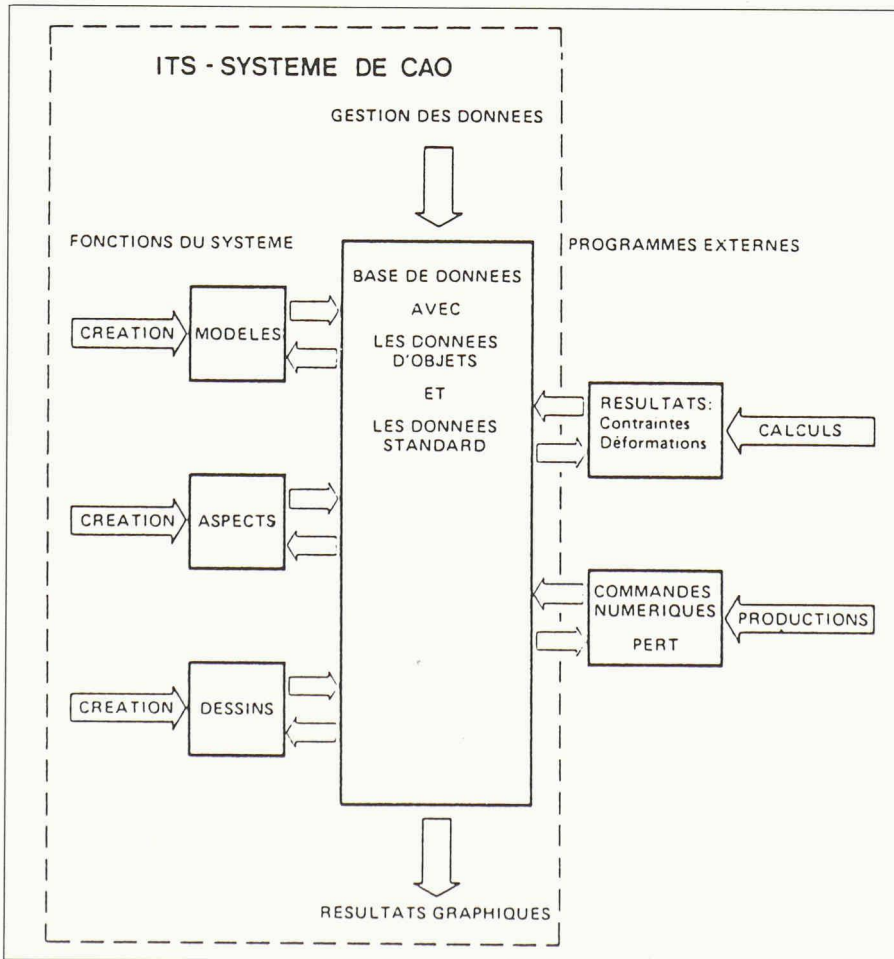 ITS - SYSTEME DE CAO
GESTION DES DONNEES
FONCTIONS DU SYSTEME
PROGRAMMES EXTERNES
BASE DE DONNEES
AVEC
LES DONNEES
D'OBJETS
ET
LES DONNEES
STANDARD
CREATION
MODELES
CREATION
ASPECTS
CREATION
DESSINS
RESULTATS:
Contraintes
Déformations
CALCULS
COMMANDES
NUMERIQUES
PERT
PRODUCTIONS
RESULTATS GRAPHIQUES